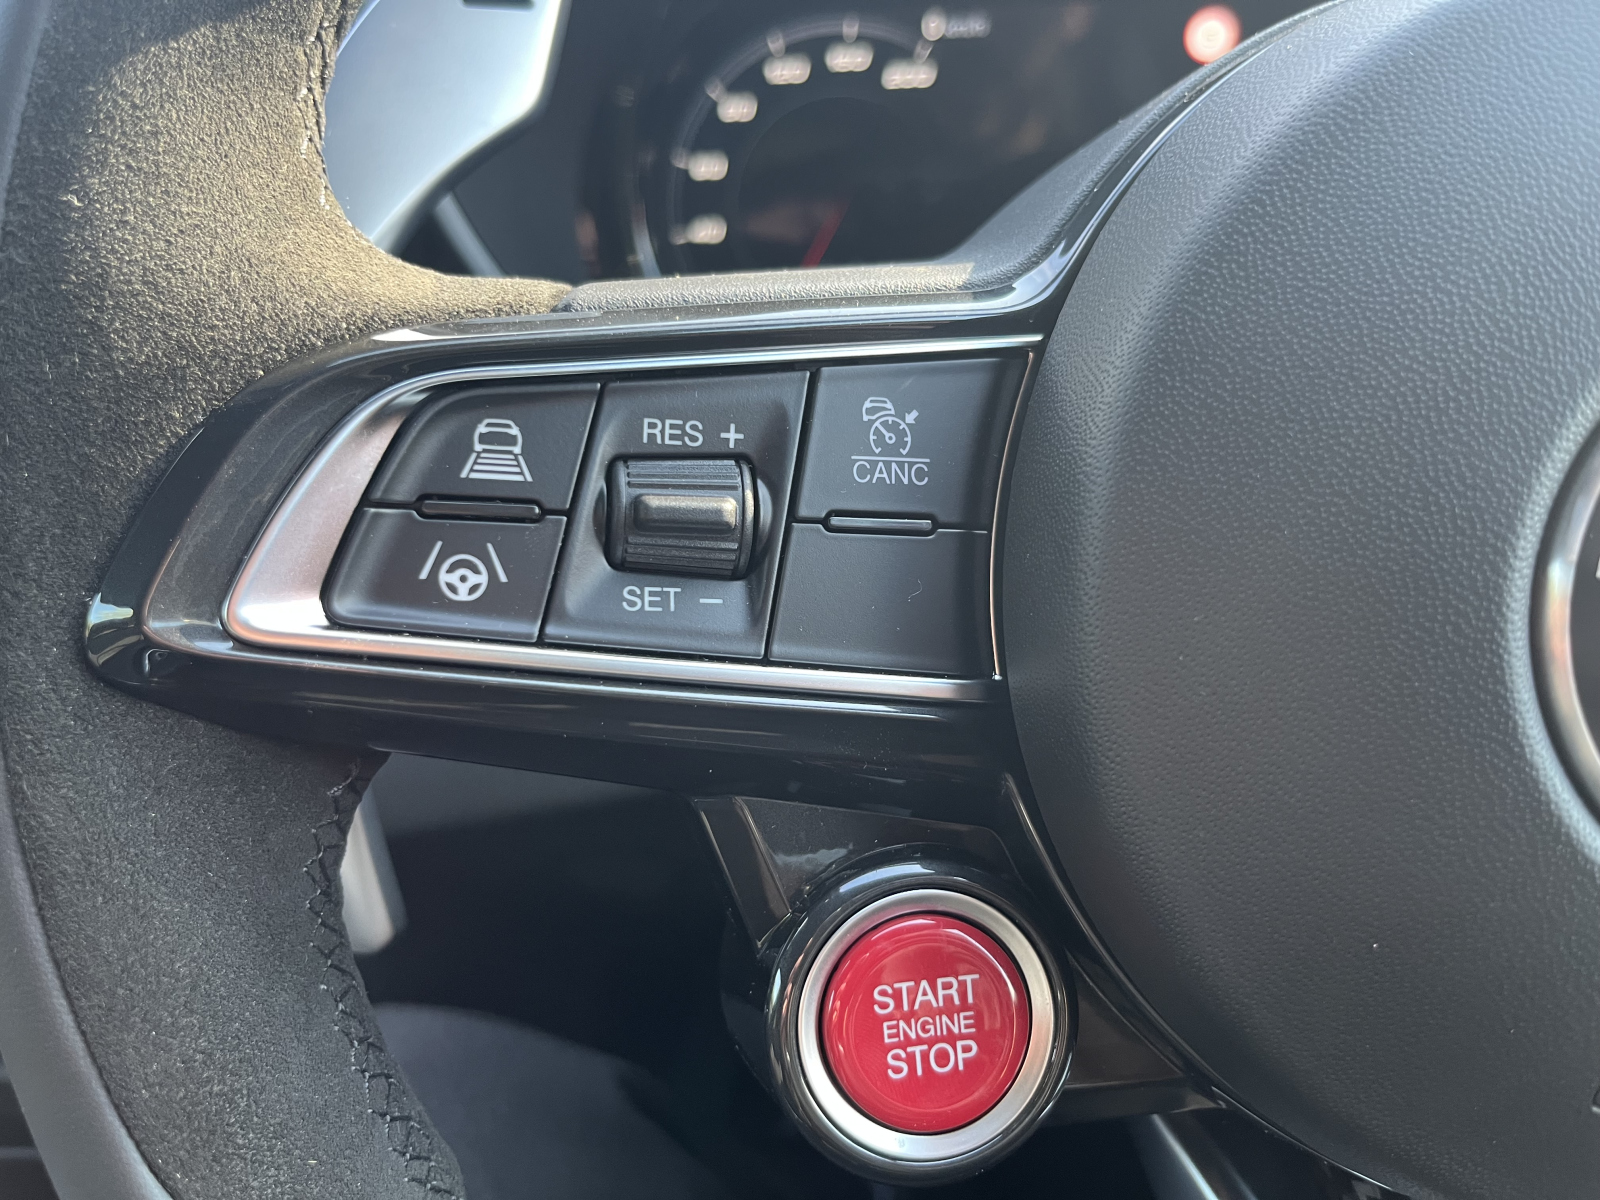 RES +
CANC
SET −
START
ENGINE
STOP